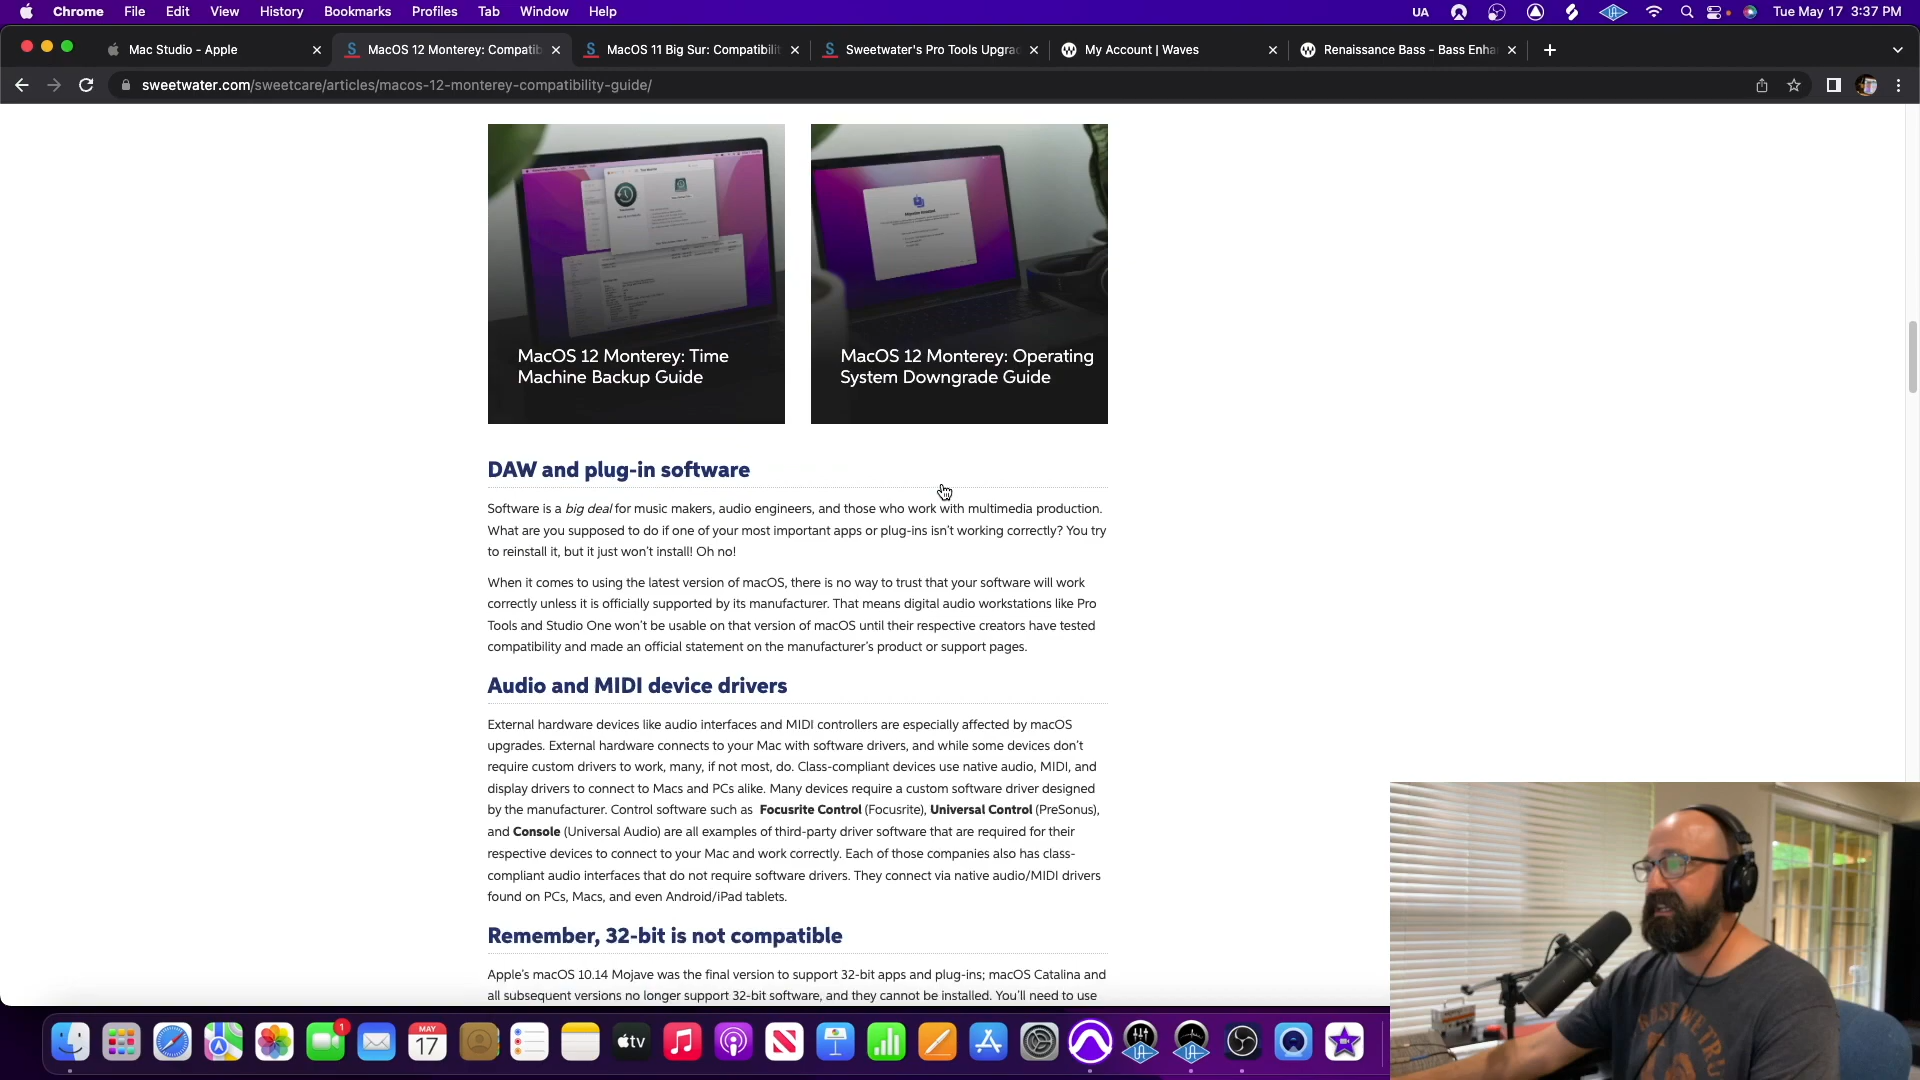 Chrome File Edit View History Bookmarks Profiles Tab Window Help UA Tue May 17 3:37 PM
Mac Studio - Apple MacOS 12 Monterey: Compatib MacOS 11 Big Sur: Compatibilit Sweetwater's Pro Tools Upgrad My Account | Waves Renaissance Bass - Bass Enha
sweetwater.com/sweetcare/articles/macos-12-monterey-compatibility-guide/
MacOS 12 Monterey: Time
Machine Backup Guide
MacOS 12 Monterey: Operating
System Downgrade Guide
DAW and plug-in software
Software is a big deal for music makers, audio engineers, and those who work with multimedia production.
What are you supposed to do if one of your most important apps or plug-ins isn't working correctly? You try
to reinstall it, but it just won't install! Oh no!
When it comes to using the latest version of macOS, there is no way to trust that your software will work
correctly unless it is officially supported by its manufacturer. That means digital audio workstations like Pro
Tools and Studio One won't be usable on that version of macOS until their respective creators have tested
compatibility and made an official statement on the manufacturer's product or support pages.
Audio and MIDI device drivers
External hardware devices like audio interfaces and MIDI controllers are especially affected by macOS
upgrades. External hardware connects to your Mac with software drivers, and while some devices don't
require custom drivers to work, many, if not most, do. Class-compliant devices use native audio, MIDI, and
display drivers to connect to Macs and PCs alike. Many devices require a custom software driver designed
by the manufacturer. Control software such as Focusrite Control (Focusrite), Universal Control (PreSonus),
and Console (Universal Audio) are all examples of third-party driver software that are required for their
respective devices to connect to your Mac and work correctly. Each of those companies also has class-
compliant audio interfaces that do not require software drivers. They connect via native audio/MIDI drivers
found on PCs, Macs, and even Android/iPad tablets.
Remember, 32-bit is not compatible
Apple's macOS 10.14 Mojave was the final version to support 32-bit apps and plug-ins; macOS Catalina and
all subsequent versions no longer support 32-bit software, and they cannot be installed. You'll need to use
1
MAY
17
tv